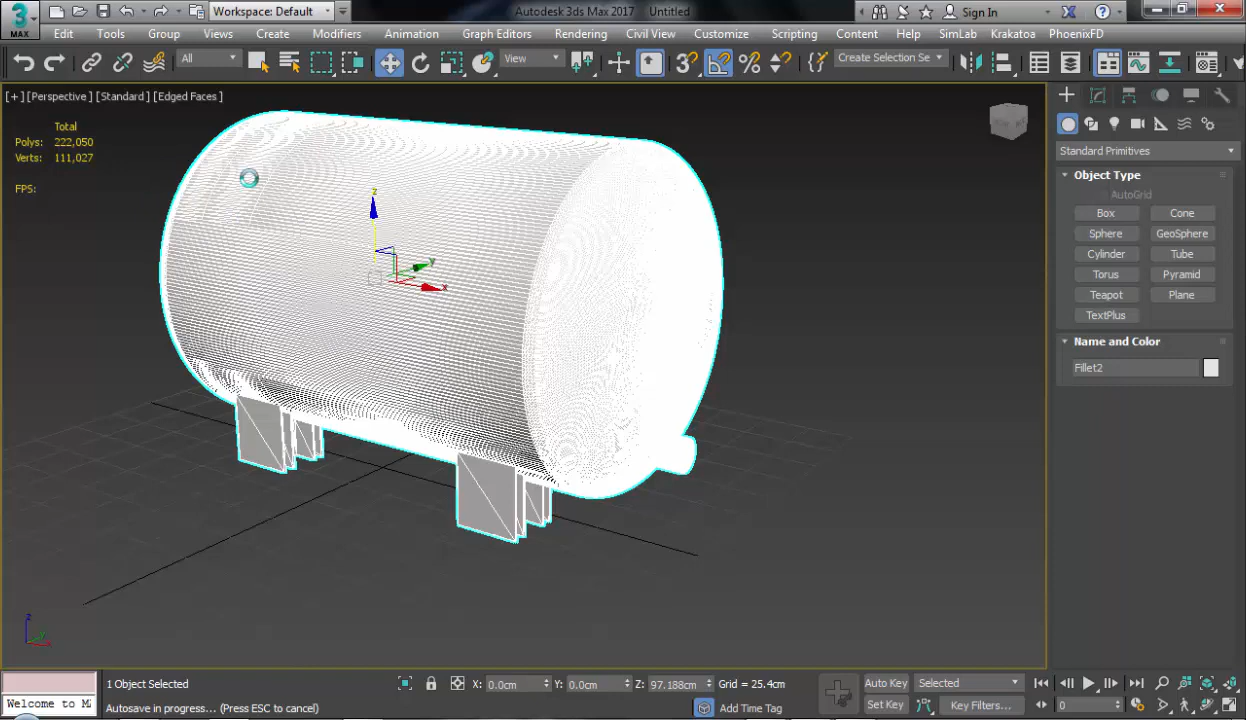 3
MAX
Workspace: Default
Autodesk 3ds Max 2017 Untitled
Sign In
Edit Tools Group Views Create Modifiers Animation Graph Editors Rendering Civil View Customize Scripting Content Help SimLab Krakatoa PhoenixFD
All
View
3
%
Create Selection Se
[+] [Perspective] [Standard] [Edged Faces]
Total
Polys: 222,050
Verts: 111,027
FPS:
z
y
x
Standard Primitives
Object Type
AutoGrid
Box Cone
Sphere GeoSphere
Cylinder Tube
Torus Pyramid
Teapot Plane
TextPlus
Name and Color
Fillet2
z
1 Object Selected
X: 0.0cm Y: 0.0cm Z: 97.188cm Grid = 25.4cm
Auto Key Selected
Welcome to M
Autosave in progress... (Press ESC to cancel)
Add Time Tag
Set Key Key Filters... 0